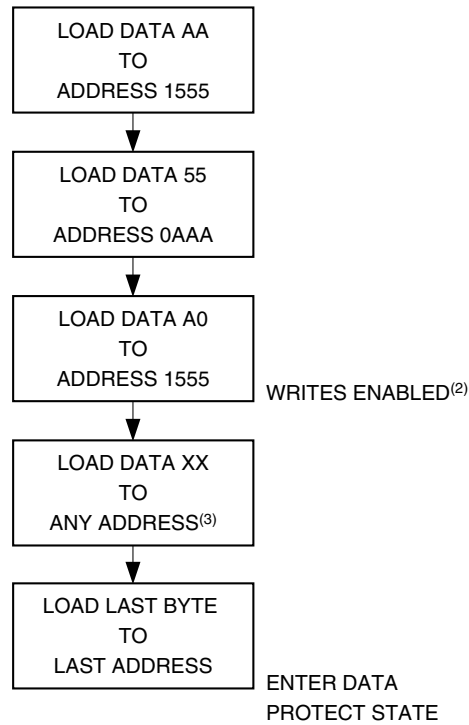 LOAD DATA AA
TO
ADDRESS 1555
LOAD DATA 55
TO
ADDRESS 0AAA
LOAD DATA A0
TO
ADDRESS 1555
WRITES ENABLED(2)
LOAD DATA XX
TO
ANY ADDRESS(3)
LOAD LAST BYTE
TO
LAST ADDRESS
ENTER DATA
PROTECT STATE